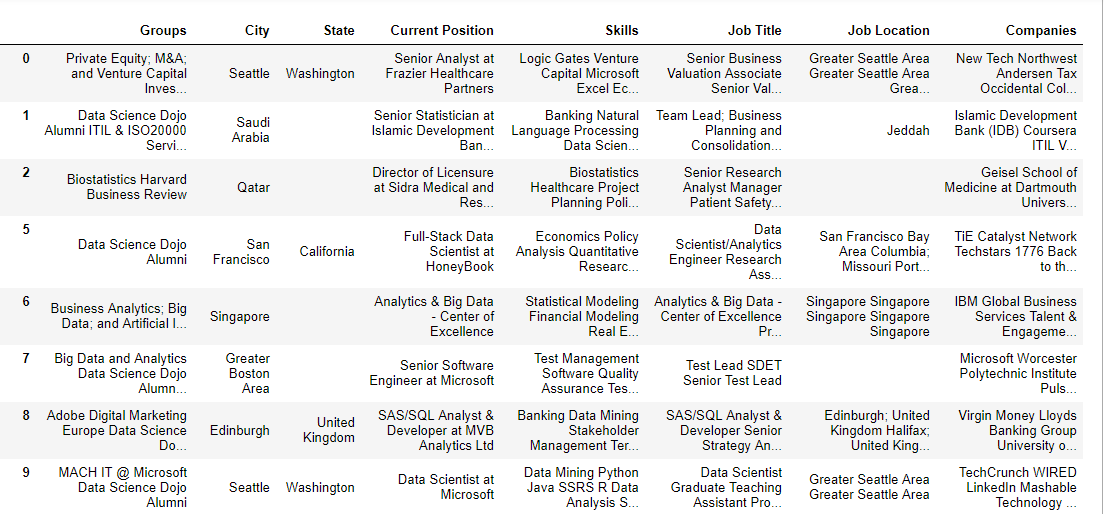 Groups City State Current Position Skills Job Title Job Location Companies
0 Private Equity; M&A; and Venture Capital Inves... Seattle Washington Senior Analyst at Frazier Healthcare Partners Logic Gates Venture Capital Microsoft Excel Ec... Senior Business Valuation Associate Senior Val... Greater Seattle Area Greater Seattle Area Grea... New Tech Northwest Andersen Tax Occidental Col...
1 Data Science Dojo Alumni ITIL & ISO20000 Servi... Saudi Arabia Senior Statistician at Islamic Development Ban... Banking Natural Language Processing Data Scien... Team Lead; Business Planning and Consolidation... Jeddah Islamic Development Bank (IDB) Coursera ITIL V...
2 Biostatistics Harvard Business Review Qatar Director of Licensure at Sidra Medical and Res... Biostatistics Healthcare Project Planning Poli... Senior Research Analyst Manager Patient Safety... Geisel School of Medicine at Dartmouth Univers...
5 Data Science Dojo Alumni San Francisco California Full-Stack Data Scientist at HoneyBook Economics Policy Analysis Quantitative Researc... Data Scientist/Analytics Engineer Research Ass... San Francisco Bay Area Columbia; Missouri Port... TiE Catalyst Network Techstars 1776 Back to th...
6 Business Analytics; Big Data; and Artificial I... Singapore Analytics & Big Data - Center of Excellence Statistical Modeling Financial Modeling Real E... Analytics & Big Data - Center of Excellence Pr... Singapore Singapore Singapore Singapore Singapore IBM Global Business Services Talent & Engageme...
7 Big Data and Analytics Data Science Dojo Alumn... Greater Boston Area Senior Software Engineer at Microsoft Test Management Software Quality Assurance Tes... Test Lead SDET Senior Test Lead Microsoft Worcester Polytechnic Institute Puls...
8 Adobe Digital Marketing Europe Data Science Do... Edinburgh United Kingdom SAS/SQL Analyst & Developer at MVB Analytics Ltd Banking Data Mining Stakeholder Management Ter... SAS/SQL Analyst & Developer Senior Strategy An... Edinburgh; United Kingdom Halifax; United King... Virgin Money Lloyds Banking Group University o...
9 MACH IT @ Microsoft Data Science Dojo Alumni Seattle Washington Data Scientist at Microsoft Data Mining Python Java SSRS R Data Analysis S... Data Scientist Graduate Teaching Assistant Pro... Greater Seattle Area Greater Seattle Area TechCrunch WIRED LinkedIn Mashable Technology ...